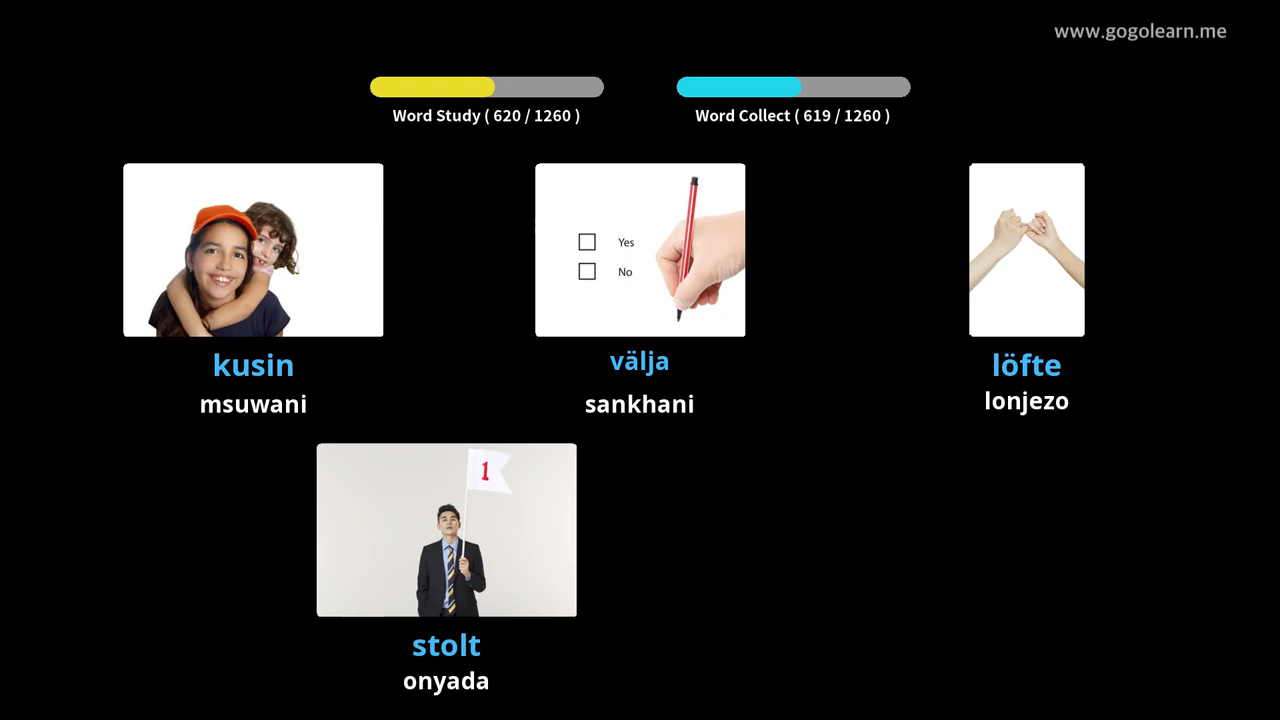 www.gogolearn.me
Word Study ( 620 / 1260 )
Word Collect ( 619 / 1260 )
Yes
No
kusin
välja
löfte
msuwani
sankhani
lonjezo
1
stolt
onyada